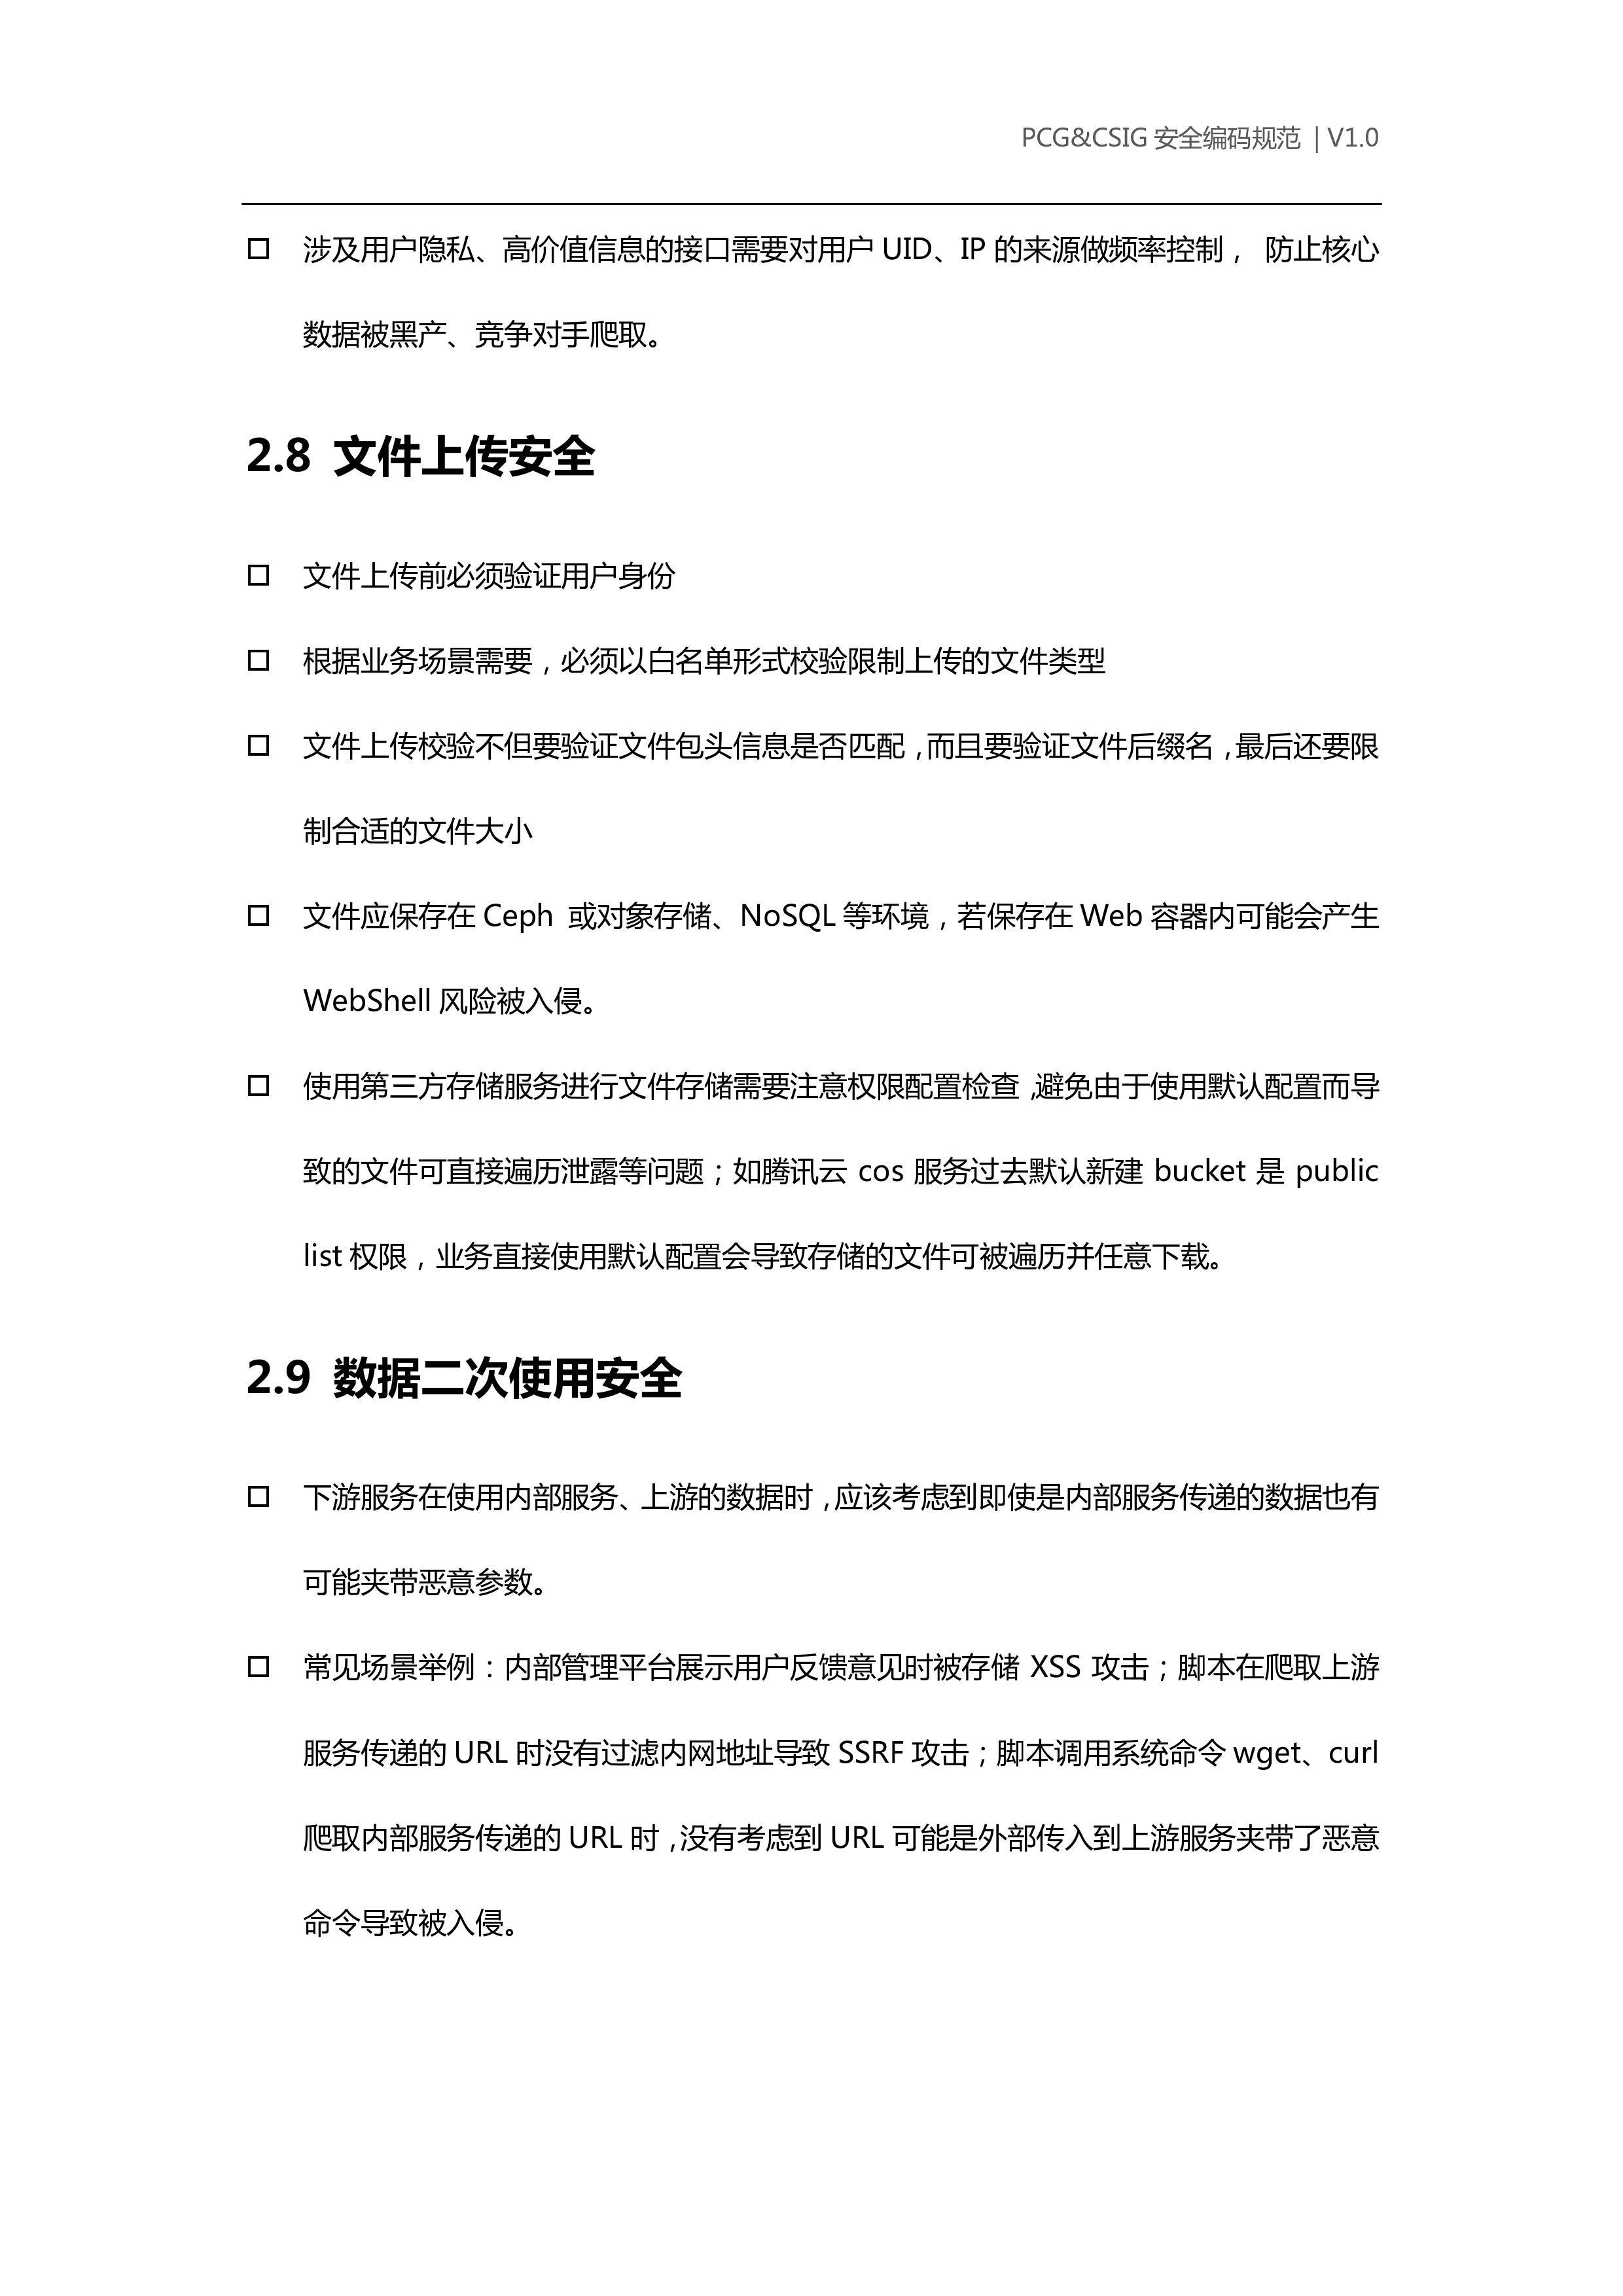 PCG&CSIG 安全编码规范 | V1.0
□ 涉及用户隐私、高价值信息的接口需要对用户 UID、IP 的来源做频率控制， 防止核心
数据被黑产、竞争对手爬取。
2.8 文件上传安全
□ 文件上传前必须验证用户身份
□ 根据业务场景需要，必须以白名单形式校验限制上传的文件类型
□ 文件上传校验不但要验证文件包头信息是否匹配，而且要验证文件后缀名，最后还要限
制合适的文件大小
□ 文件应保存在 Ceph 或对象存储、NoSQL 等环境，若保存在 Web 容器内可能会产生
WebShell 风险被入侵。
□ 使用第三方存储服务进行文件存储需要注意权限配置检查，避免由于使用默认配置而导
致的文件可直接遍历泄露等问题；如腾讯云 cos 服务过去默认新建 bucket 是 public
list 权限，业务直接使用默认配置会导致存储的文件可被遍历并任意下载。
2.9 数据二次使用安全
□ 下游服务在使用内部服务、上游的数据时，应该考虑到即使是内部服务传递的数据也有
可能夹带恶意参数。
□ 常见场景举例：内部管理平台展示用户反馈意见时被存储 XSS 攻击；脚本在爬取上游
服务传递的 URL 时没有过滤内网地址导致 SSRF 攻击；脚本调用系统命令 wget、curl
爬取内部服务传递的 URL 时，没有考虑到 URL 可能是外部传入到上游服务夹带了恶意
命令导致被入侵。